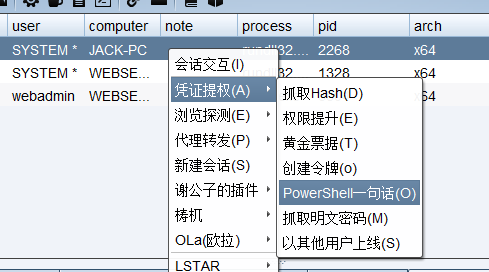 user computer note process pid arch
SYSTEM * JACK-PC rundll32.... 2268 x64
SYSTEM * WEBSE... 1328 x64
webadmin WEBSE... x64
会话交互(I)
凭证提权(A)
浏览探测(E)
代理转发(P)
新建会话(S)
谢公子的插件
梼杌
OLa(欧拉)
LSTAR
抓取Hash(D)
权限提升(E)
黄金票据(T)
创建令牌(o)
PowerShell一句话(O)
抓取明文密码(M)
以其他用户上线(S)